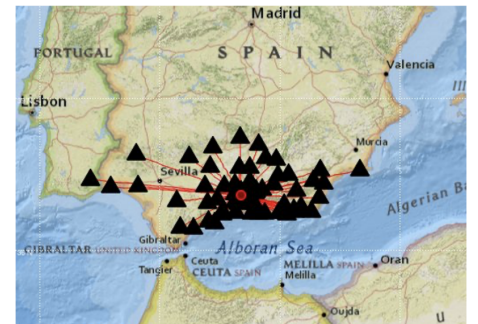 Madrid
PORTUGAL
SPAIN
Valencia
Lisbon
Murcia
Sevilla
Algerian Ba
Gibraltar
GIBRALTAR UNITED KINGDOM
Alboran Sea
Ceuta
CEUTA SPAIN
MELILLA SPAIN
Oran
Tangier
Melilla
Oujda